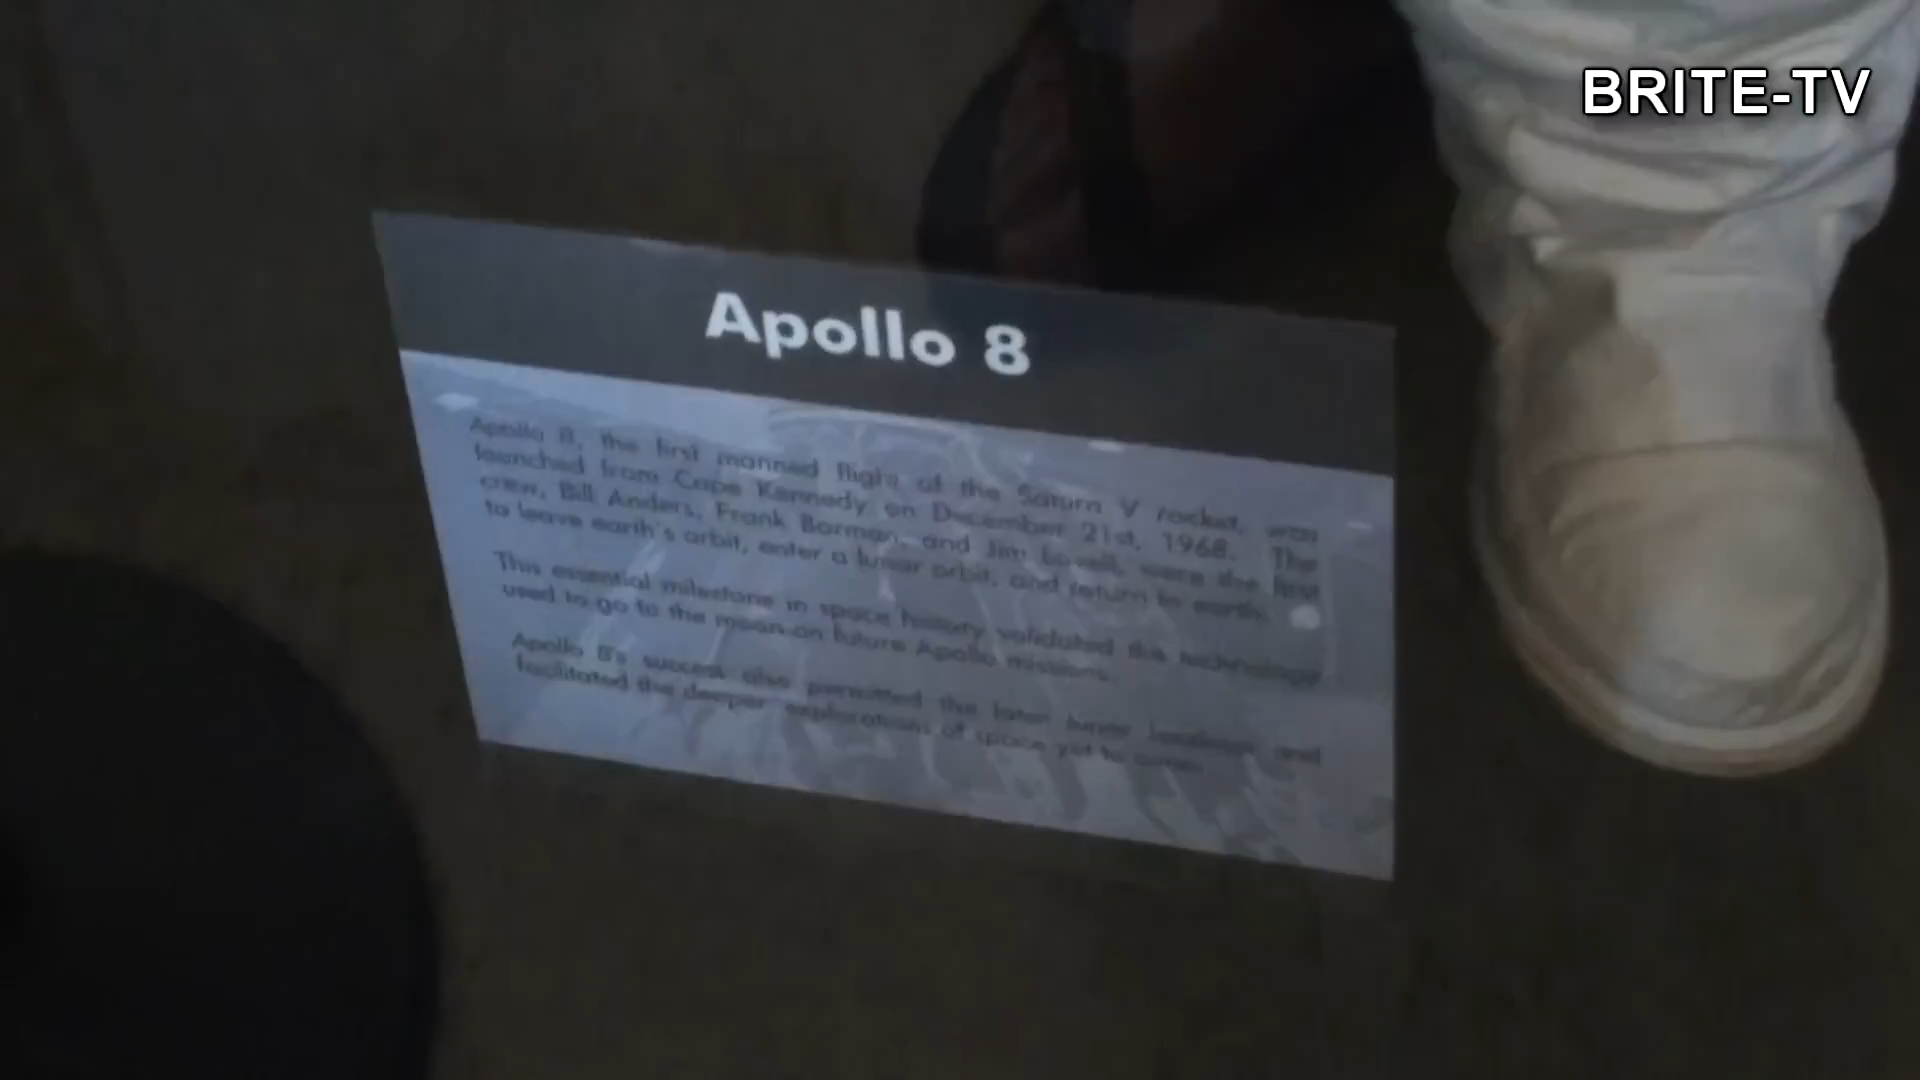 BRITE-TV
Apollo 8
Apollo 8, the first manned flight of the Saturn V rocket, was
launched from Cape Kennedy on December 21st, 1968. The
crew, Bill Anders, Frank Borman, and Jim Lovell, were the first
to leave earth's orbit, enter a lunar orbit, and return to earth.
This essential milestone in space history validated the technology
used to go to the moon on future Apollo missions.
Apollo 8's success also permitted the later lunar landings and
facilitated the deeper explorations of space yet to come.